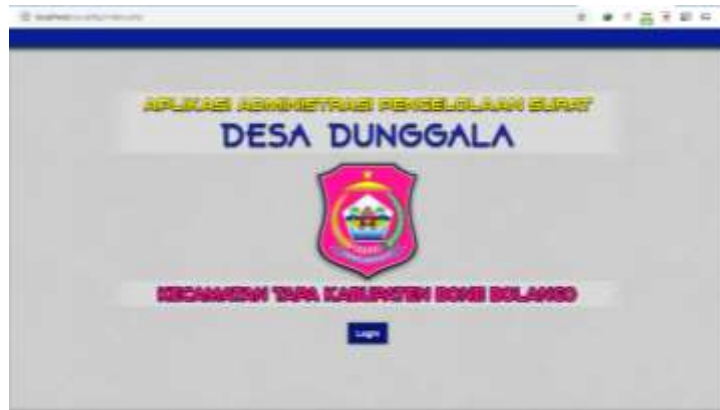 APLIKASI ADMINISTRASI PENGELOLAAN SURAT
DESA DUNGGALA
KECAMATAN TAPA KABUPATEN BONE BOLANGO
Login